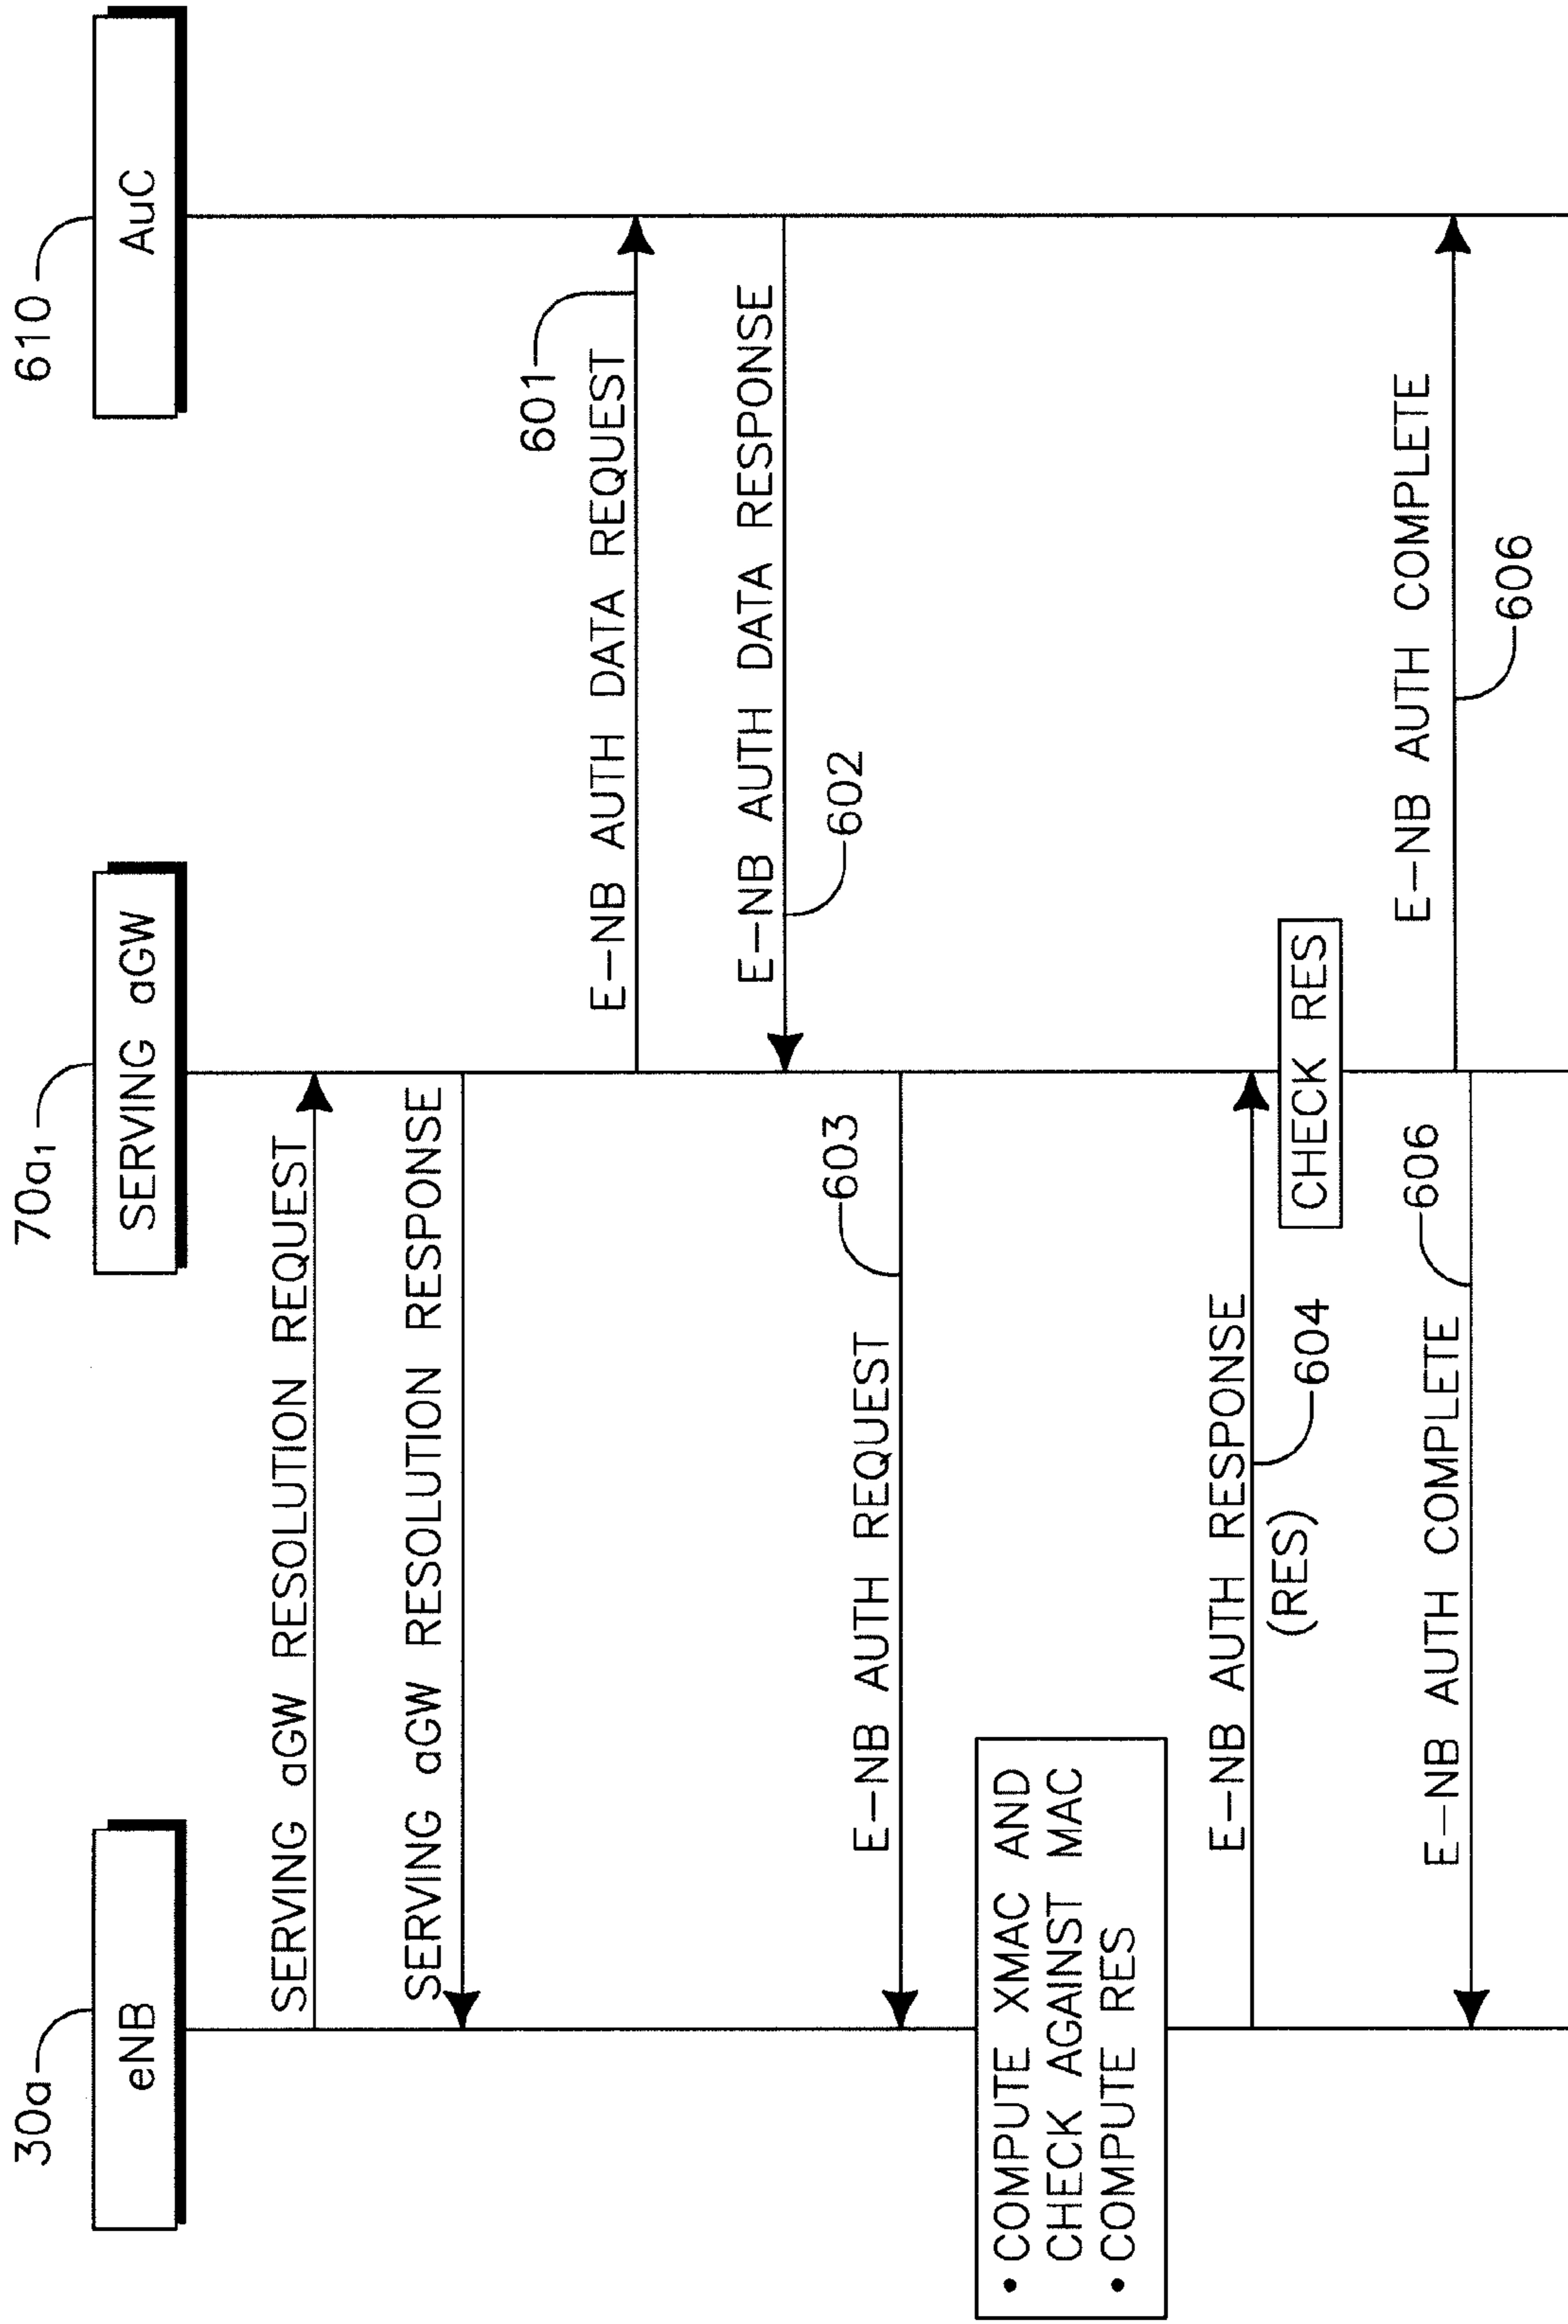 30a
eNB
70a₁
SERVING aGW
610
AuC
SERVING aGW RESOLUTION REQUEST
SERVING aGW RESOLUTION RESPONSE
601
E-NB AUTH DATA REQUEST
E-NB AUTH DATA RESPONSE
602
603
E-NB AUTH REQUEST
• COMPUTE XMAC AND
CHECK AGAINST MAC
• COMPUTE RES
E-NB AUTH RESPONSE
(RES)
604
CHECK RES
E-NB AUTH COMPLETE
606
E-NB AUTH COMPLETE
606